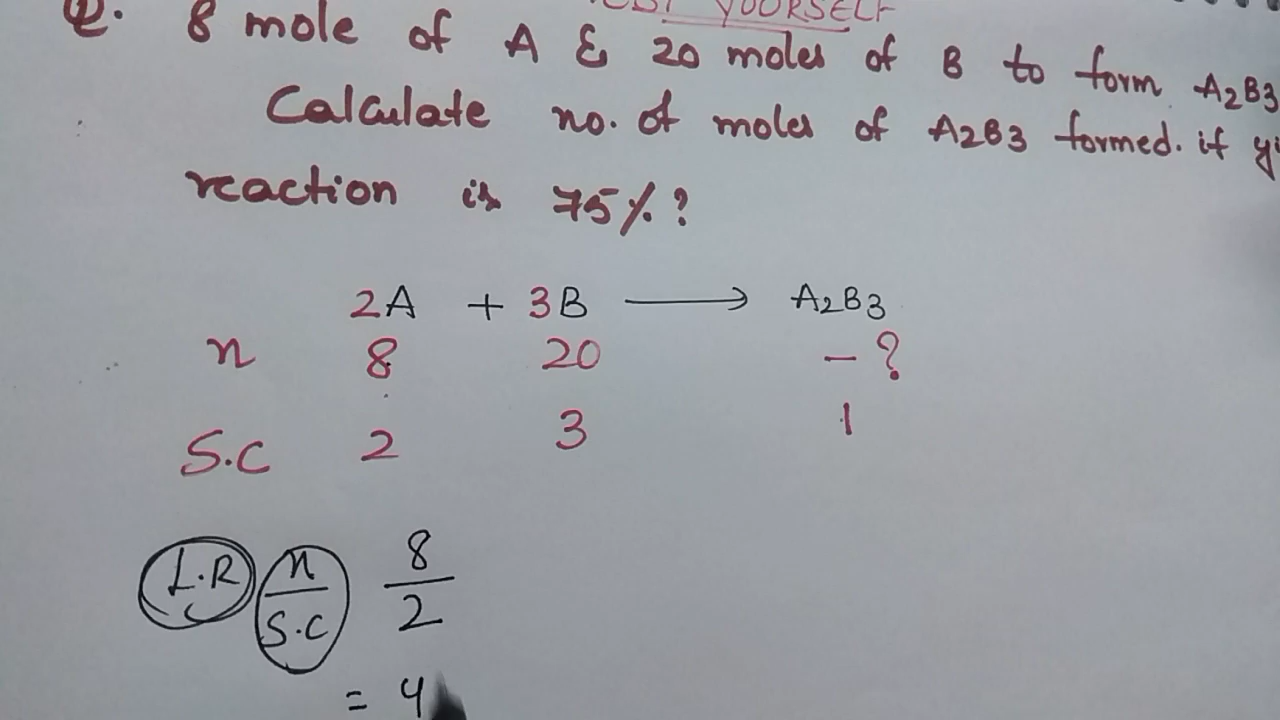 YOURSELF
Q. 8 mole of A & 20 moles of B to form A2B3
Calculate no. of moles of A2B3 formed. if
reaction is 75%?
2A + 3B ⟶ A2B3
n 8 20 - ?
S.C 2 3 1
L.R n/S.C 8/2
= 4